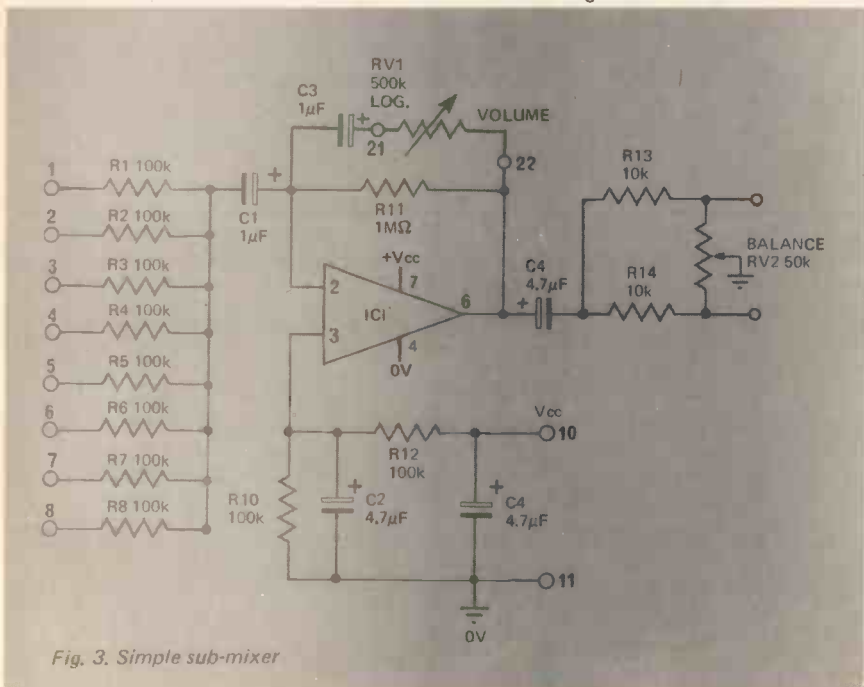 C3
1µF
RV1
500k
LOG.
VOLUME
21
22
1
R1 100k
2
R2 100k
3
R3 100k
4
R4 100k
5
R5 100k
6
R6 100k
7
R7 100k
8
R8 100k
C1
1µF
+
+
R11
1MΩ
+Vcc
7
2
IC1
6
3
4
0V
+
C4
4.7µF
R13
10k
R14
10k
BALANCE
RV2 50k
Vcc
10
R12
100k
R10
100k
+
C2
4.7µF
+
C4
4.7µF
11
0V
Fig. 3. Simple sub-mixer